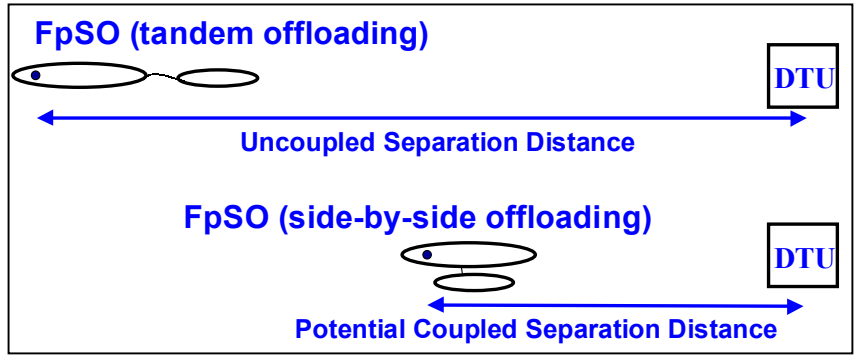 FpSO (tandem offloading)
DTU
Uncoupled Separation Distance
FpSO (side-by-side offloading)
DTU
Potential Coupled Separation Distance